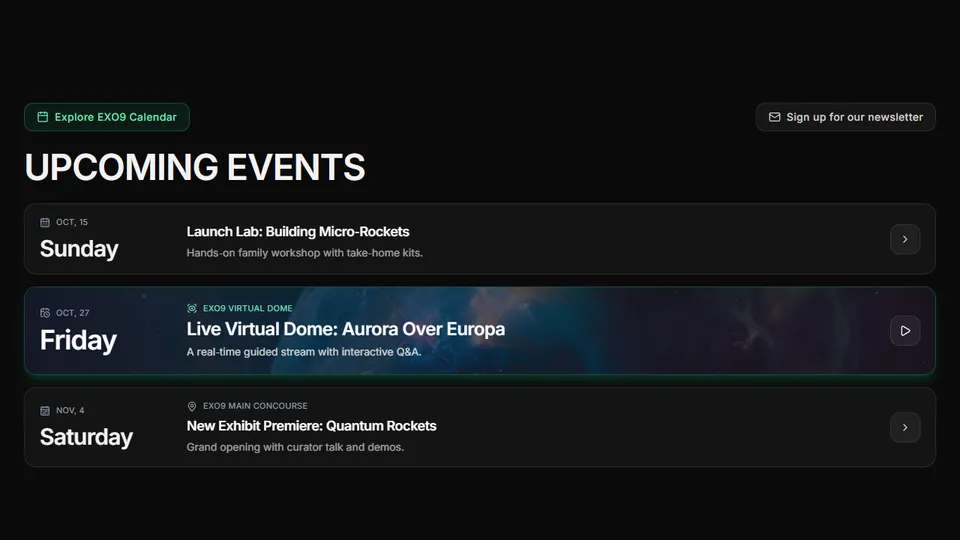 Explore EXO9 Calendar
Sign up for our newsletter
UPCOMING EVENTS
OCT, 15
Sunday
Launch Lab: Building Micro-Rockets
Hands-on family workshop with take-home kits.
OCT, 27
Friday
EXO9 VIRTUAL DOME
Live Virtual Dome: Aurora Over Europa
A real-time guided stream with interactive Q&A.
NOV, 4
Saturday
EXO9 MAIN CONCOURSE
New Exhibit Premiere: Quantum Rockets
Grand opening with curator talk and demos.